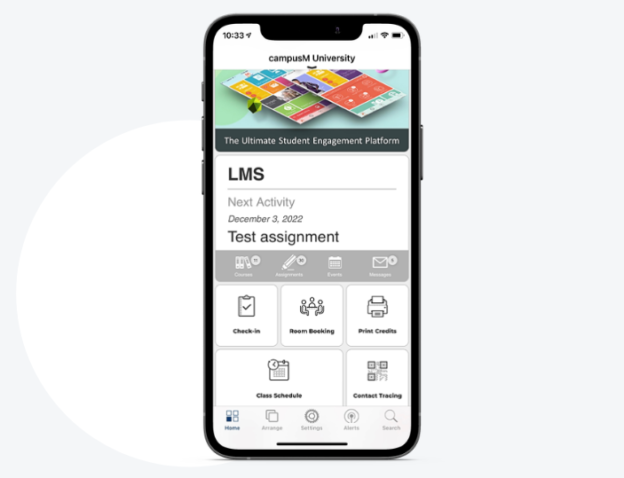 10:33
campusM University
The Ultimate Student Engagement Platform
LMS
Next Activity
December 3, 2022
Test assignment
Courses Assignments Events Messages
Check-in Room Booking Print Credits
Class Schedule Contact Tracing
Home Arrange Settings Alerts Search